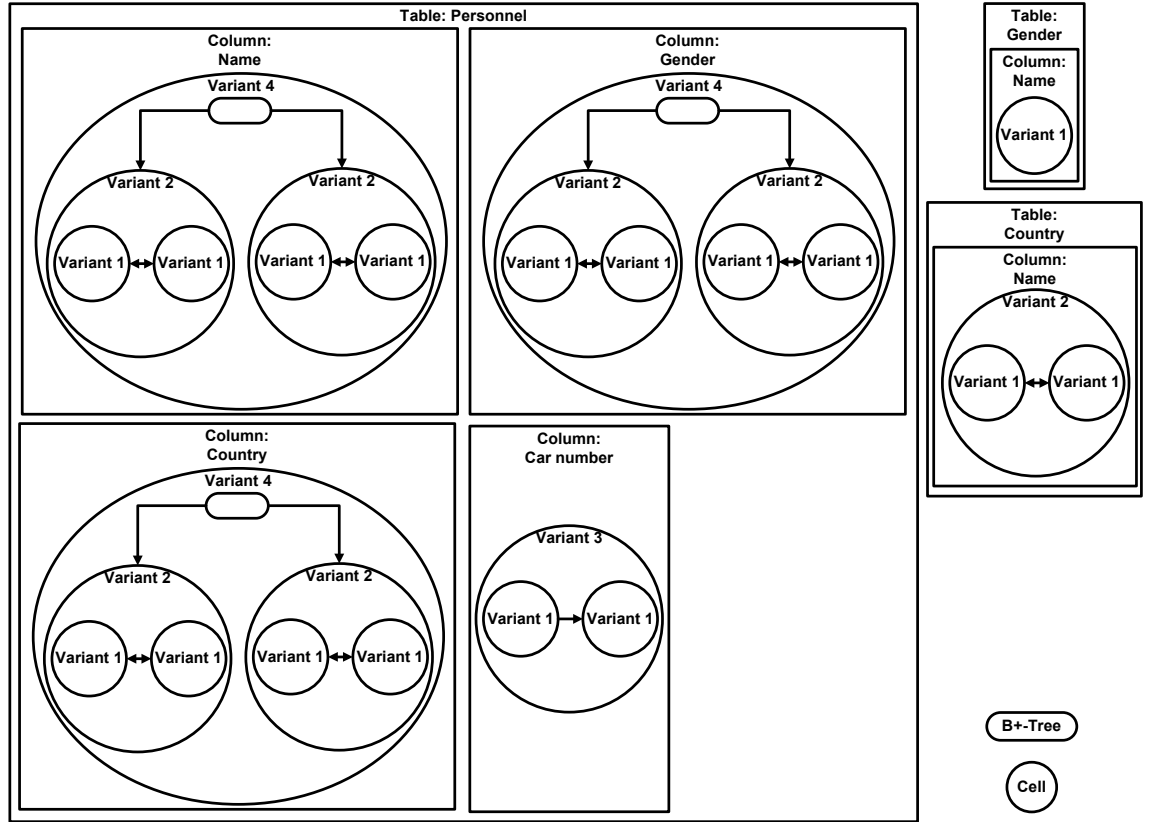 Table: Personnel
Column:
Name
Variant 4
Variant 2
Variant 2
Variant 1
Variant 1
Variant 1
Variant 1
Column:
Gender
Variant 4
Variant 2
Variant 2
Variant 1
Variant 1
Variant 1
Variant 1
Column:
Country
Variant 4
Variant 2
Variant 2
Variant 1
Variant 1
Variant 1
Variant 1
Column:
Car number
Variant 3
Variant 1
Variant 1
Table:
Gender
Column:
Name
Variant 1
Table:
Country
Column:
Name
Variant 2
Variant 1
Variant 1
B+-Tree
Cell